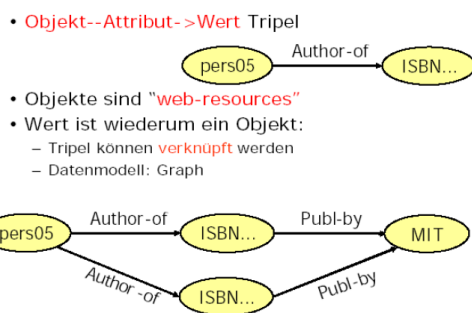 • Objekt--Attribut->Wert Tripel
Author-of
pers05
ISBN...
• Objekte sind “web-resources”
• Wert ist wiederum ein Objekt:
– Tripel können verknüpft werden
– Datenmodell: Graph
Author-of
Publ-by
pers05
ISBN...
MIT
Author -of
Publ-by
ISBN...